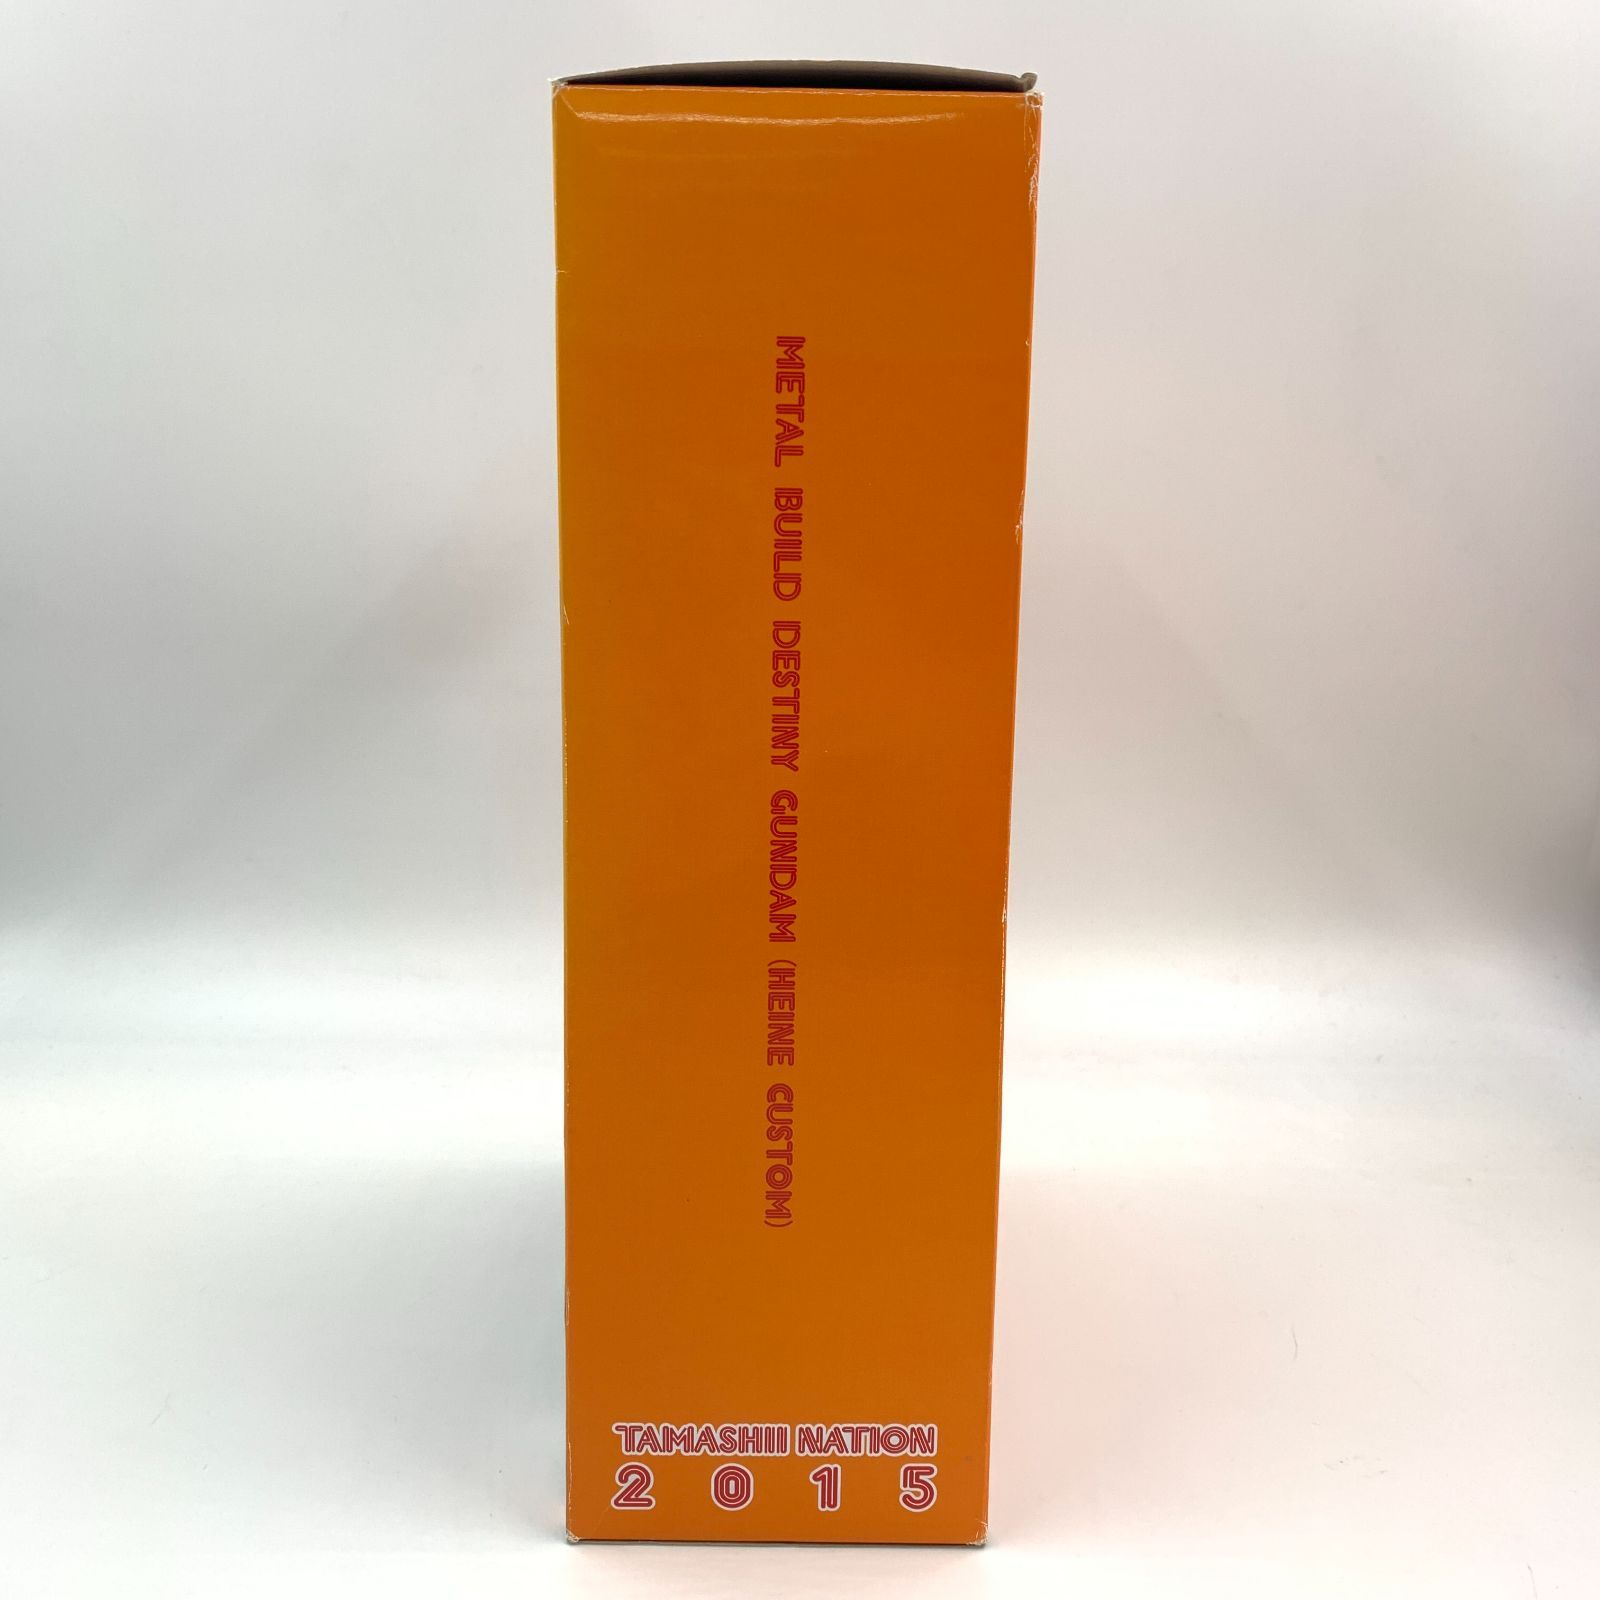 METAL BUILD DESTINY GUNDAM (HEINE CUSTOM)
TAMASHII NATION
2015